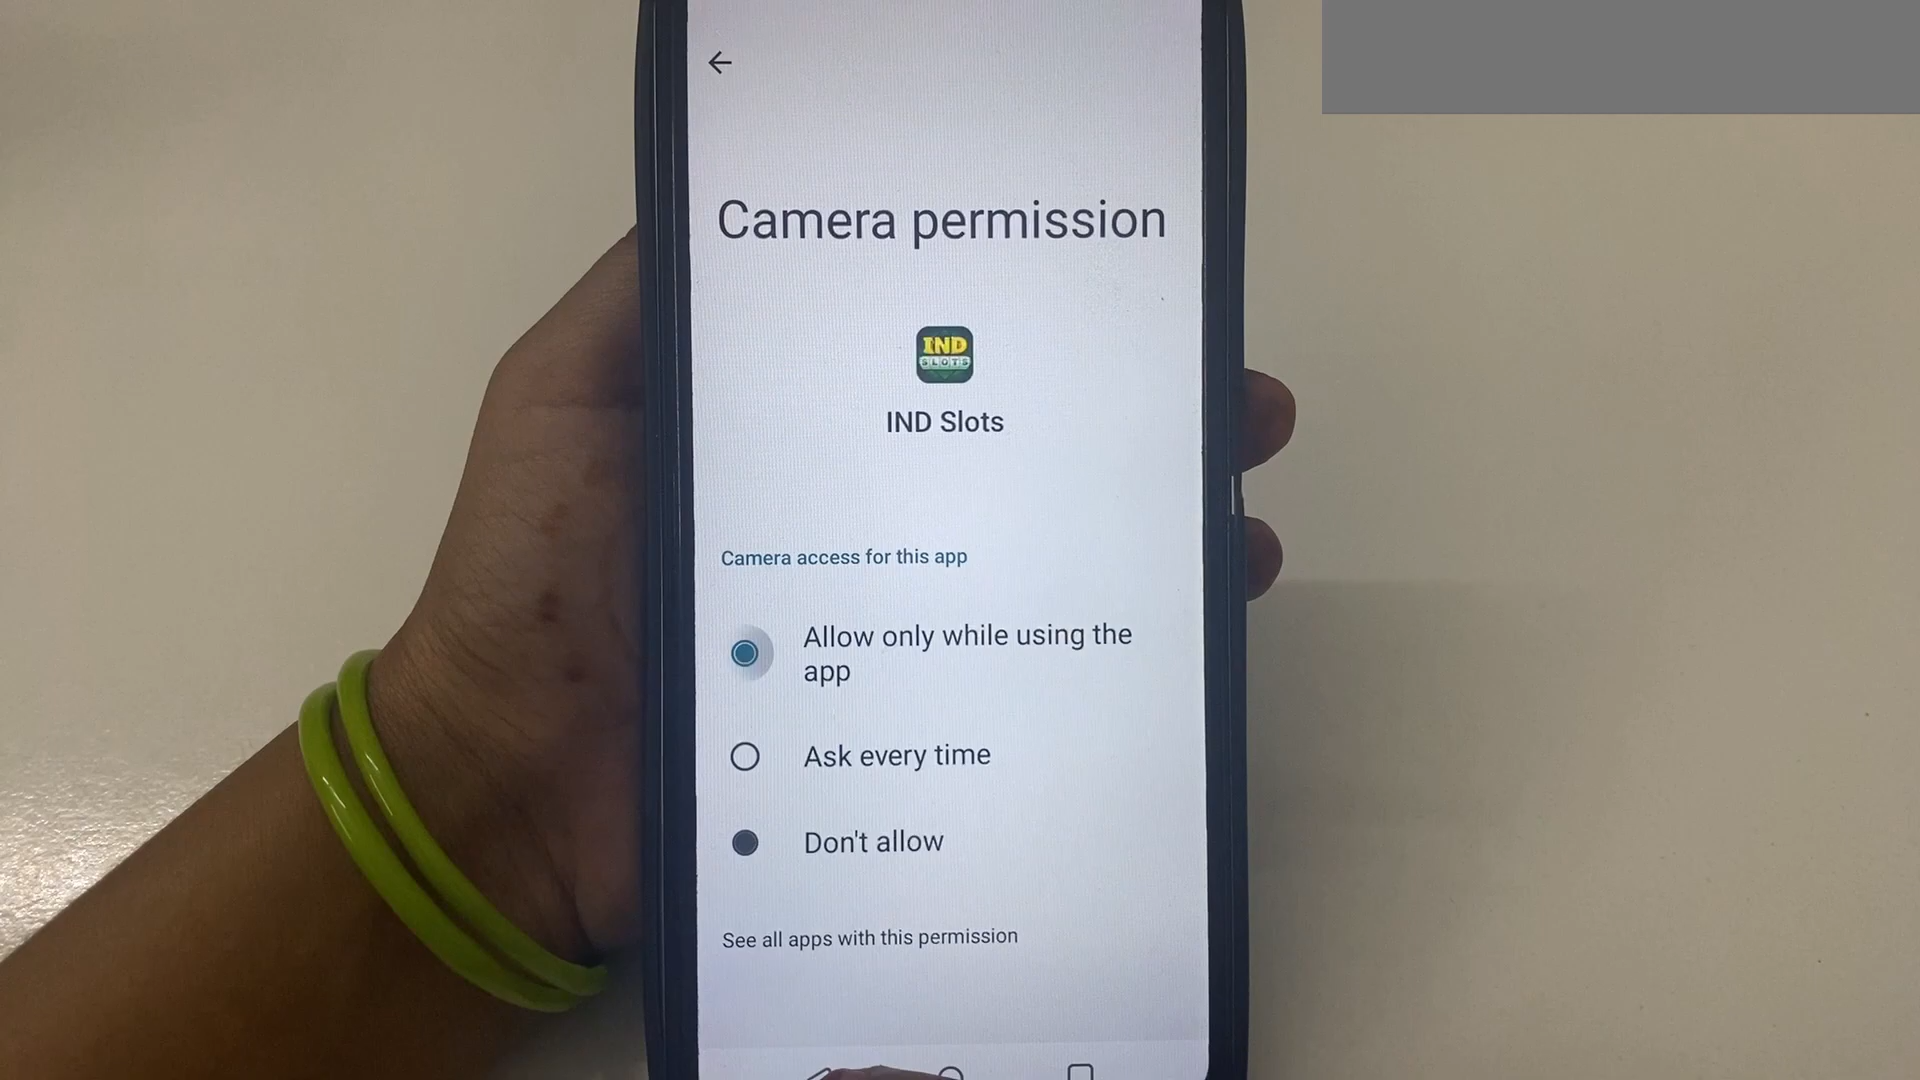 Camera permission
IND
SLOTS
IND Slots
Camera access for this app
Allow only while using the
app
Ask every time
Don't allow
See all apps with this permission